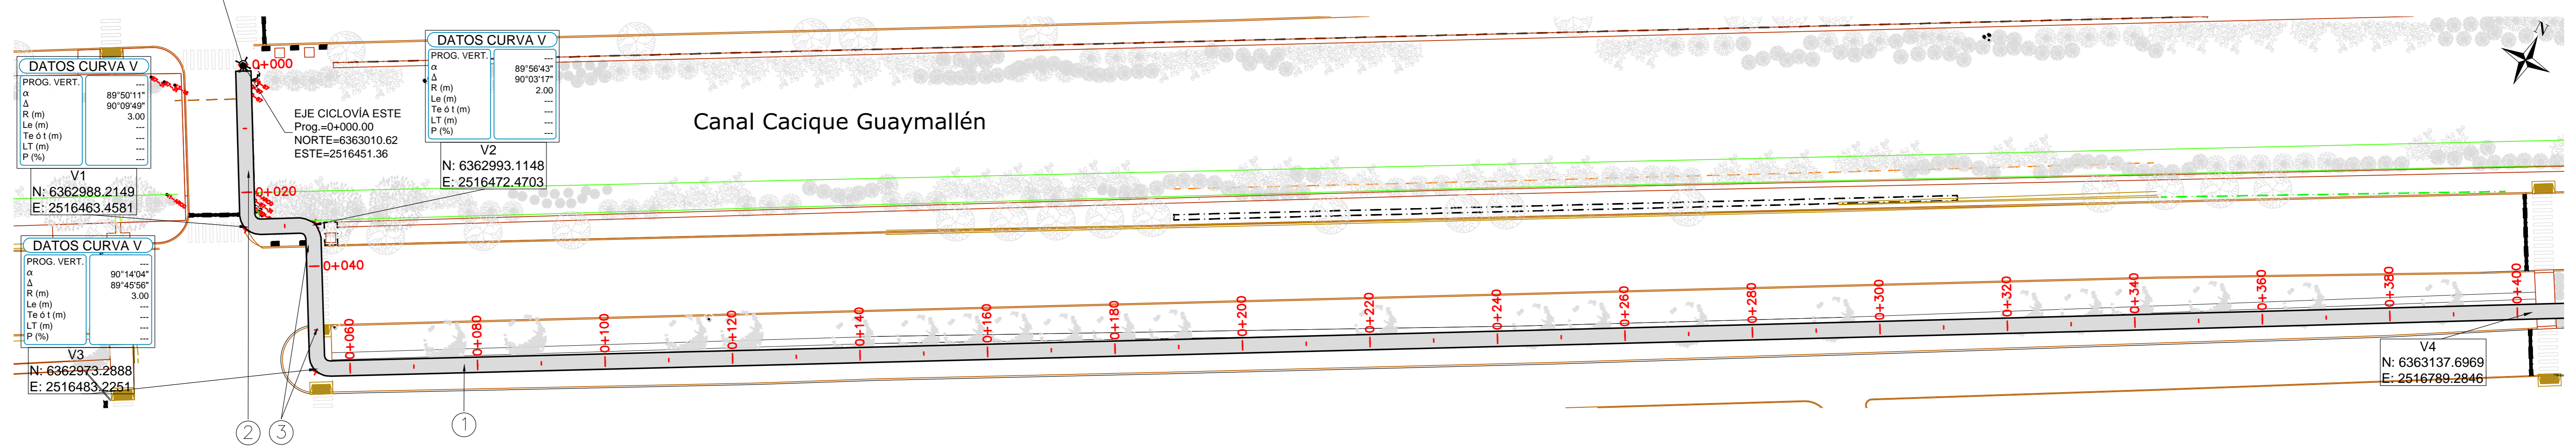 DATOS CURVA V
PROG. VERT. ---
α 89°50'11"
Δ 90°09'49"
R (m) 3.00
Le (m) ---
Te ó t (m) ---
LT (m) ---
P (%) ---
V1
N: 6362988.2149
E: 2516463.4581
DATOS CURVA V
PROG. VERT. ---
α 90°14'04"
Δ 89°45'56"
R (m) 3.00
Le (m) ---
Te ó t (m) ---
LT (m) ---
P (%) ---
V3
N: 6362973.2888
E: 2516483.2251
0+000
EJE CICLOVÍA ESTE
Prog.=0+000.00
NORTE=6363010.62
ESTE=2516451.36
0+020
0+040
DATOS CURVA V
PROG. VERT. ---
α 89°56'43"
Δ 90°03'17"
R (m) 2.00
Le (m) ---
Te ó t (m) ---
LT (m) ---
P (%) ---
V2
N: 6362993.1148
E: 2516472.4703
Canal Cacique Guaymallén
N
0+060
0+080
0+100
0+120
0+140
0+160
0+180
0+200
0+220
0+240
0+260
0+280
0+300
0+320
0+340
0+360
0+380
0+400
V4
N: 6363137.6969
E: 2516789.2846
2
3
1